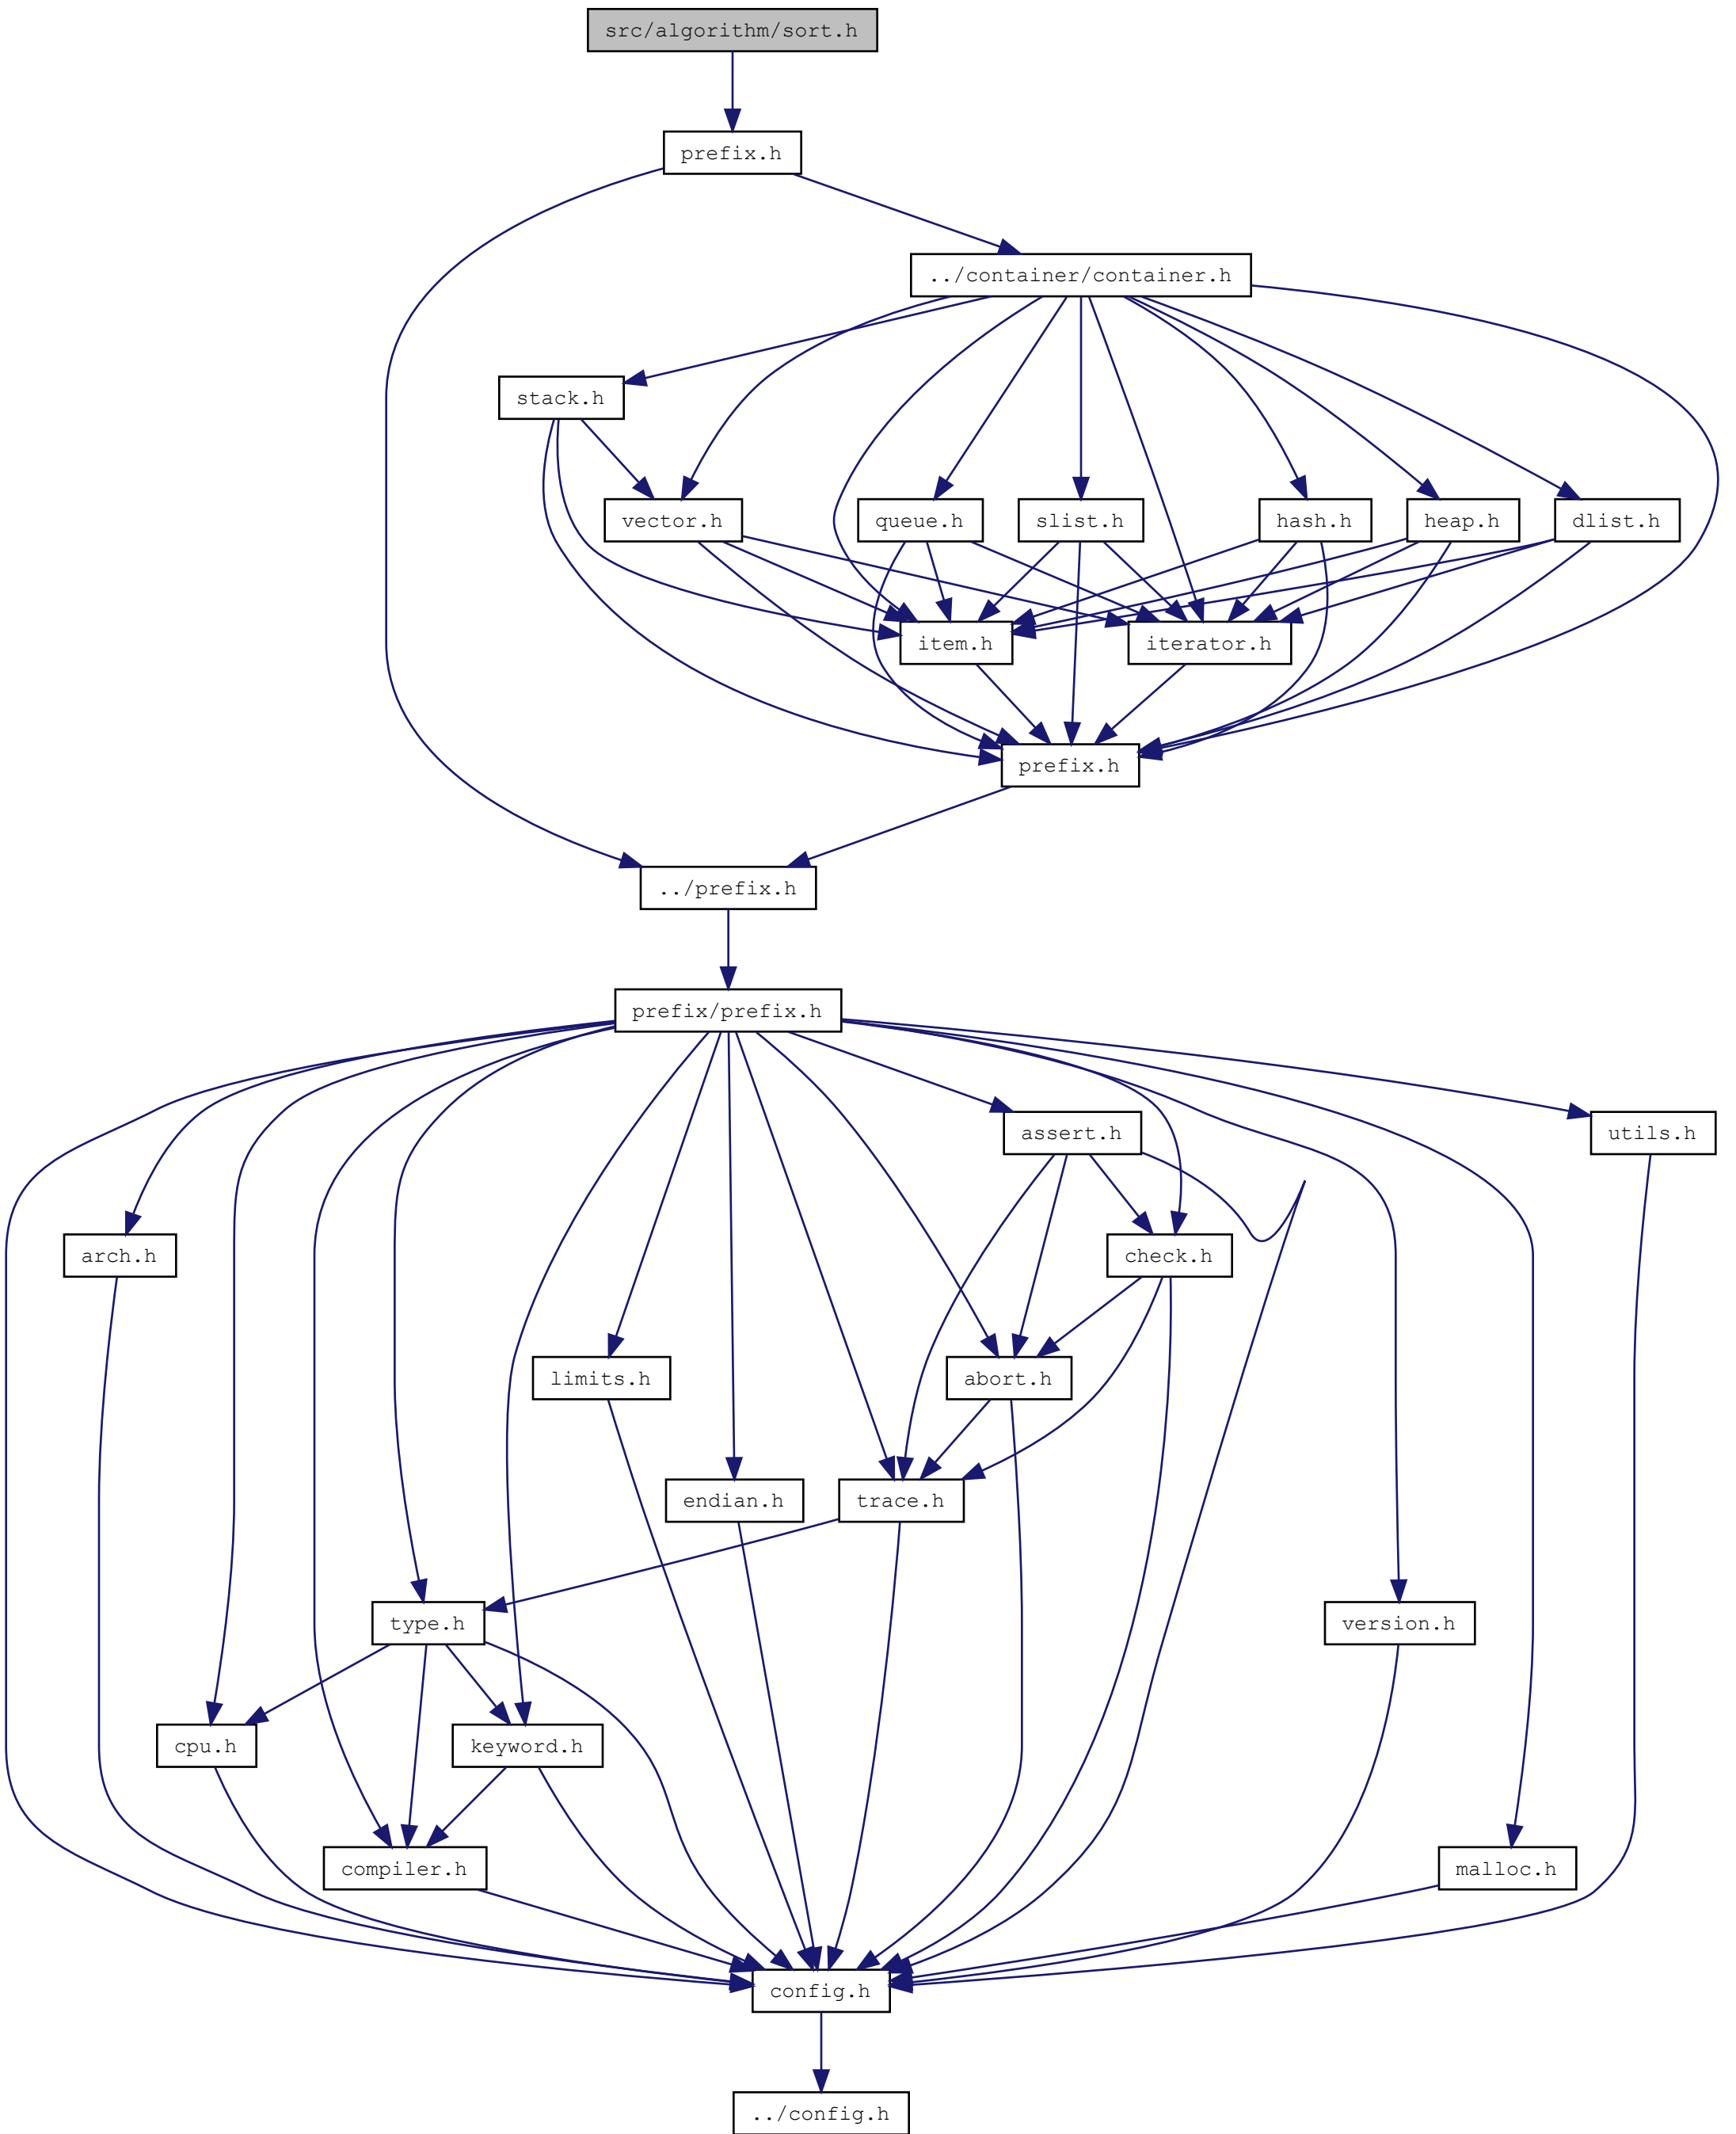 src/algorithm/sort.h
prefix.h
../container/container.h
stack.h
vector.h
queue.h
slist.h
hash.h
heap.h
dlist.h
item.h
iterator.h
prefix.h
../prefix.h
prefix/prefix.h
assert.h
utils.h
arch.h
check.h
limits.h
abort.h
endian.h
trace.h
type.h
version.h
cpu.h
keyword.h
compiler.h
malloc.h
config.h
../config.h